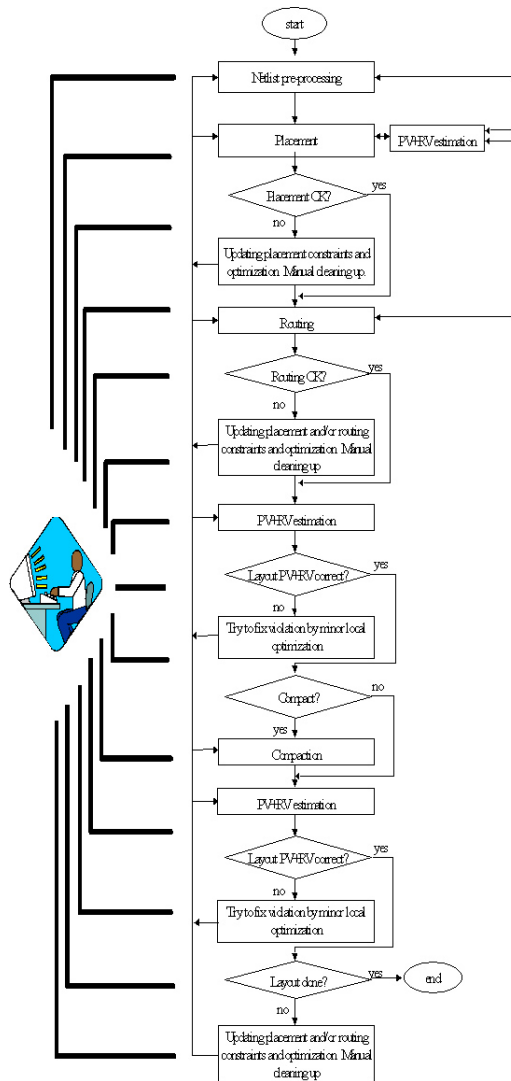 start
Netlist pre-processing
Placement
PV+RV estimation
Placement OK?
yes
no
Updating placement constraints and
optimization. Manual cleaning up.
Routing
Routing OK?
yes
no
Updating placement and/or routing
constraints and optimization. Manual
cleaning up
PV+RV estimation
Layout PV+RV correct?
yes
no
Try to fix violation by minor local
optimization
Compact?
no
yes
Compaction
PV+RV estimation
Layout PV+RV correct?
yes
no
Try to fix violation by minor local
optimization
Layout done?
yes
end
no
Updating placement and/or routing
constraints and optimization. Manual
cleaning up